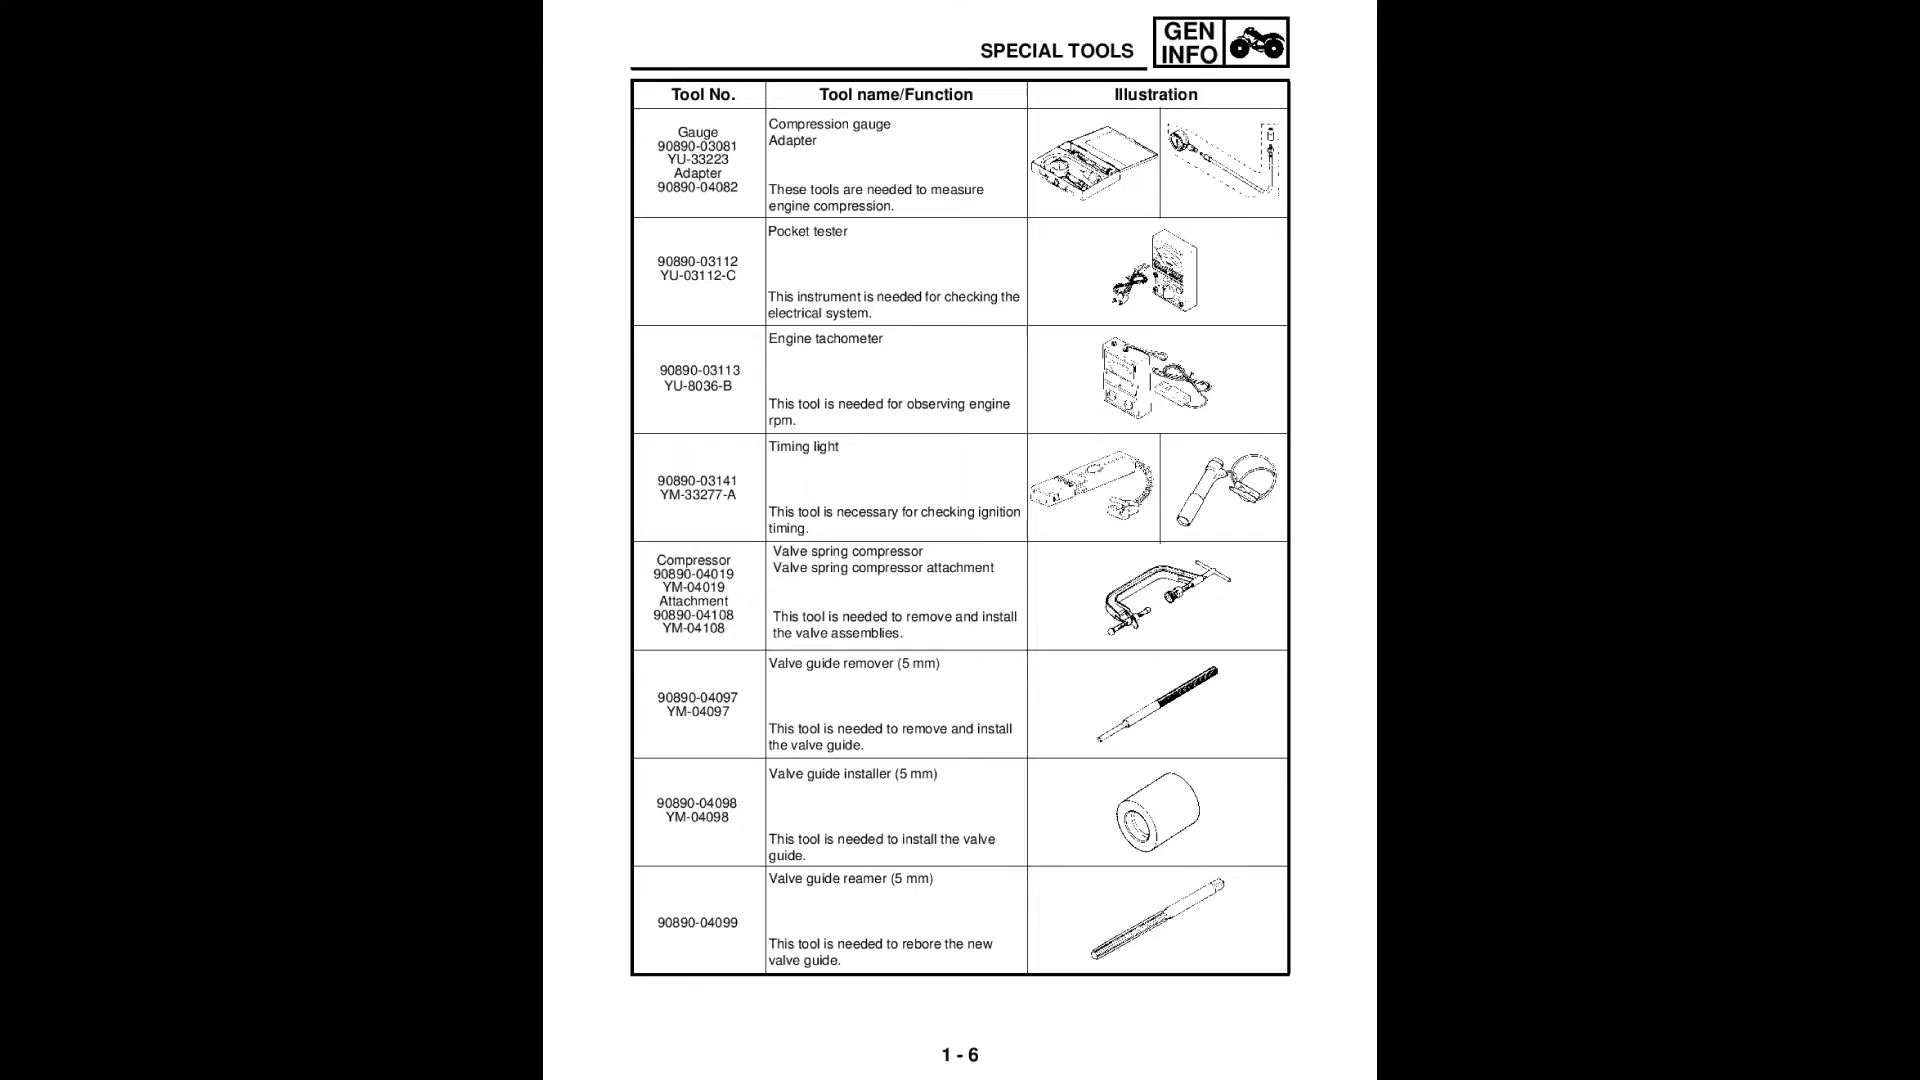 SPECIAL TOOLS
GEN
INFO
Tool No.
Tool name/Function
Illustration
Gauge
90890-03081
YU-33223
Adapter
90890-04082
Compression gauge
Adapter
These tools are needed to measure
engine compression.
90890-03112
YU-03112-C
Pocket tester
This instrument is needed for checking the
electrical system.
90890-03113
YU-8036-B
Engine tachometer
This tool is needed for observing engine
rpm.
90890-03141
YM-33277-A
Timing light
This tool is necessary for checking ignition
timing.
Compressor
90890-04019
YM-04019
Attachment
90890-04108
YM-04108
Valve spring compressor
Valve spring compressor attachment
This tool is needed to remove and install
the valve assemblies.
90890-04097
YM-04097
Valve guide remover (5 mm)
This tool is needed to remove and install
the valve guide.
90890-04098
YM-04098
Valve guide installer (5 mm)
This tool is needed to install the valve
guide.
90890-04099
Valve guide reamer (5 mm)
This tool is needed to rebore the new
valve guide.
1 - 6